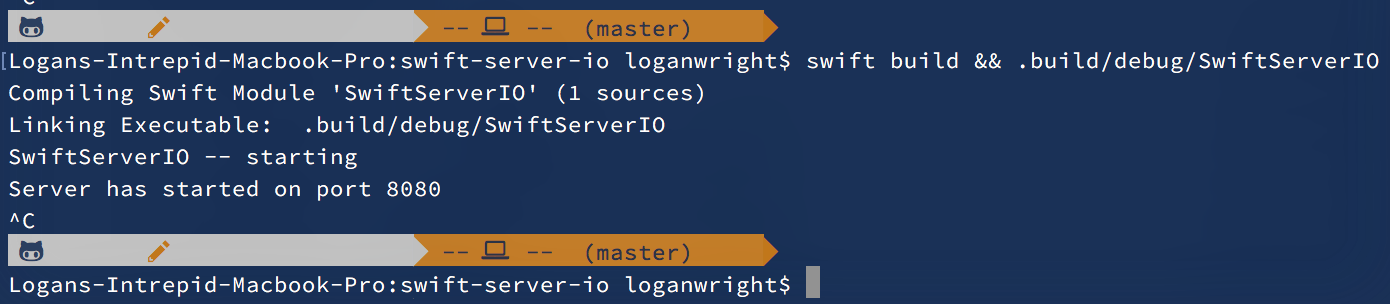 -- -- (master)
[Logans-Intrepid-Macbook-Pro:swift-server-io loganwright$ swift build && .build/debug/SwiftServerIO
Compiling Swift Module 'SwiftServerIO' (1 sources)
Linking Executable:  .build/debug/SwiftServerIO
SwiftServerIO -- starting
Server has started on port 8080
^C
-- -- (master)
Logans-Intrepid-Macbook-Pro:swift-server-io loganwright$